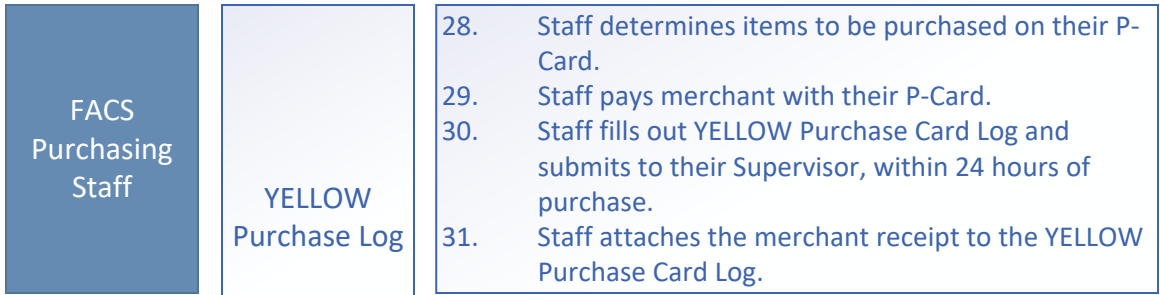 FACS
Purchasing
Staff
YELLOW
Purchase Log
28. Staff determines items to be purchased on their P-
Card.
29. Staff pays merchant with their P-Card.
30. Staff fills out YELLOW Purchase Card Log and
submits to their Supervisor, within 24 hours of
purchase.
31. Staff attaches the merchant receipt to the YELLOW
Purchase Card Log.